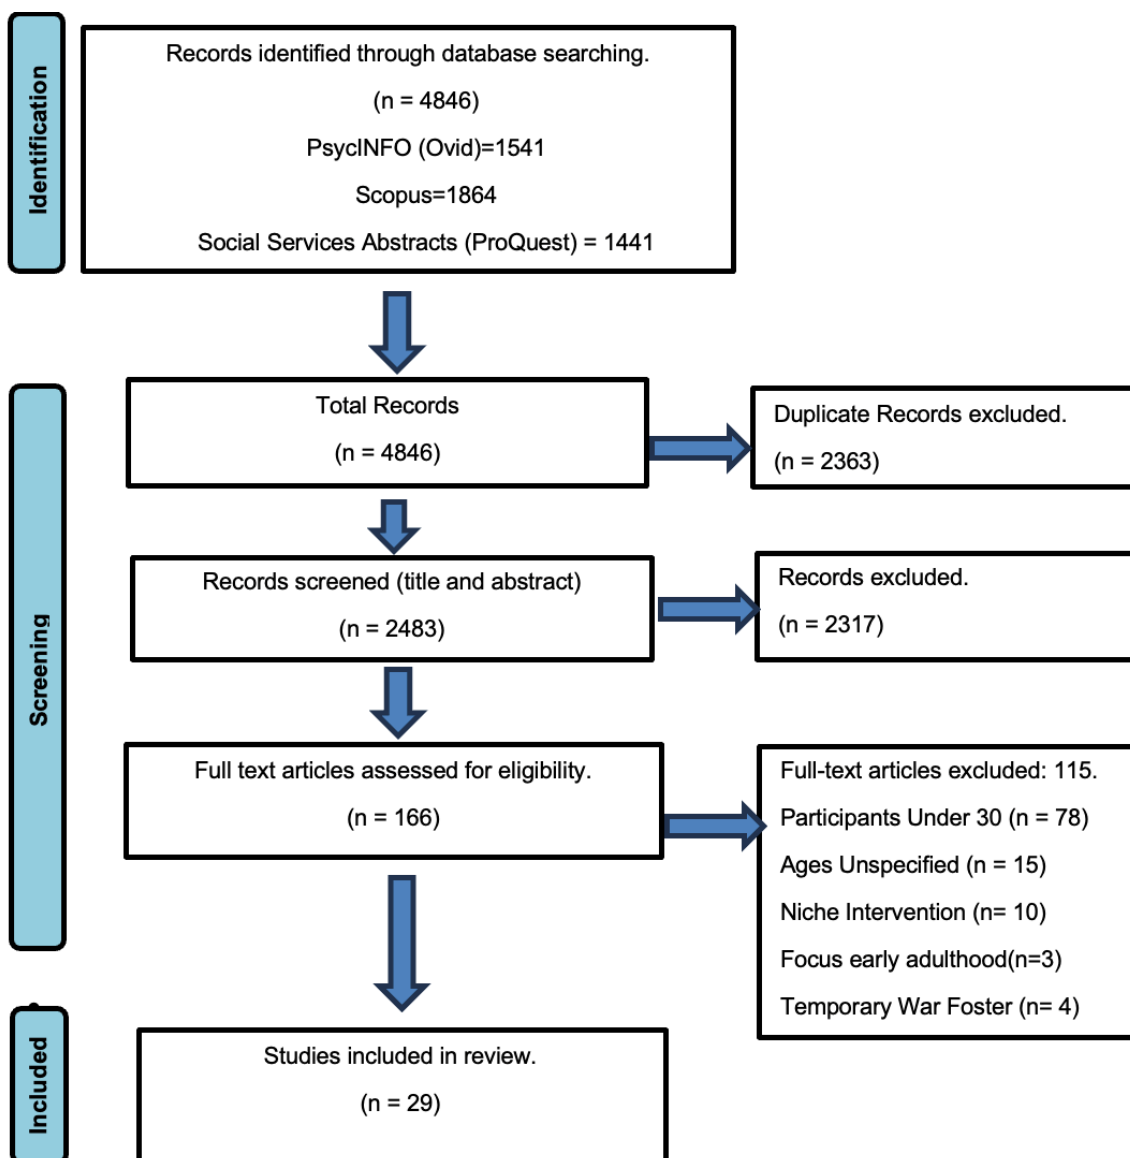 Identification
Records identified through database searching.
(n = 4846)
PsycINFO (Ovid)=1541
Scopus=1864
Social Services Abstracts (ProQuest) = 1441
Screening
Total Records
(n = 4846)
Duplicate Records excluded.
(n = 2363)
Records screened (title and abstract)
(n = 2483)
Records excluded.
(n = 2317)
Full text articles assessed for eligibility.
(n = 166)
Full-text articles excluded: 115.
Participants Under 30 (n = 78)
Ages Unspecified (n = 15)
Niche Intervention (n= 10)
Focus early adulthood(n=3)
Temporary War Foster (n= 4)
Included
Studies included in review.
(n = 29)